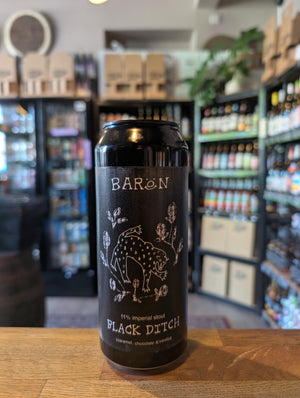 BARON
11% imperial stout
BLACK DITCH
caramel, chocolate & vanilla